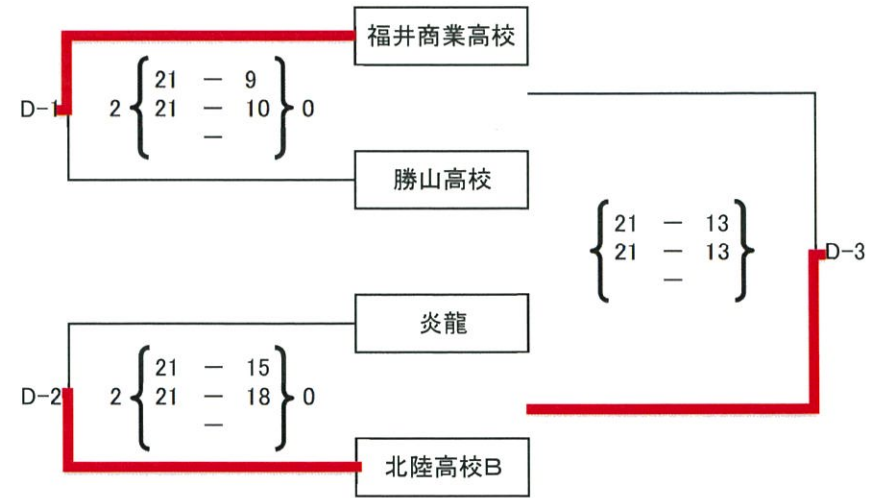 福井商業高校
21 — 9
D-1 2 21 — 10 0
—
勝山高校
21 — 13
21 — 13 D-3
—
炎龍
21 — 15
D-2 2 21 — 18 0
—
北陸高校B